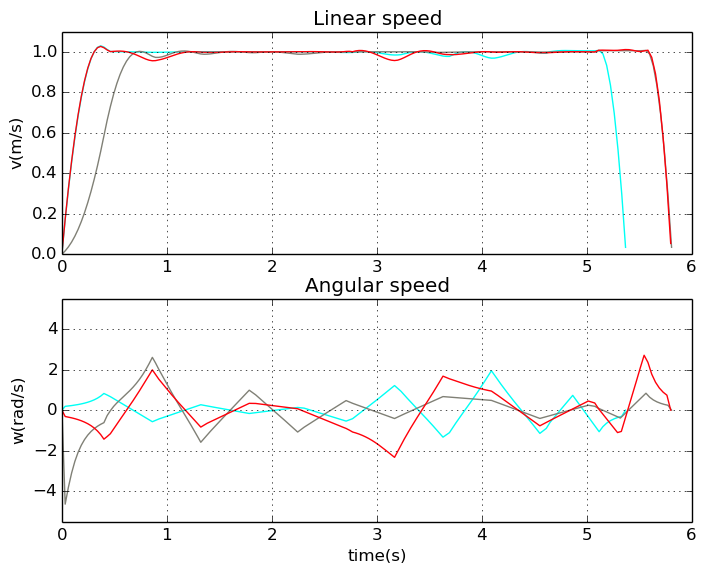 Linear speed
1.0
0.8
0.6
0.4
0.2
0.0
v(m/s)
0 1 2 3 4 5 6
Angular speed
4
2
0
−2
−4
w(rad/s)
0 1 2 3 4 5 6
time(s)